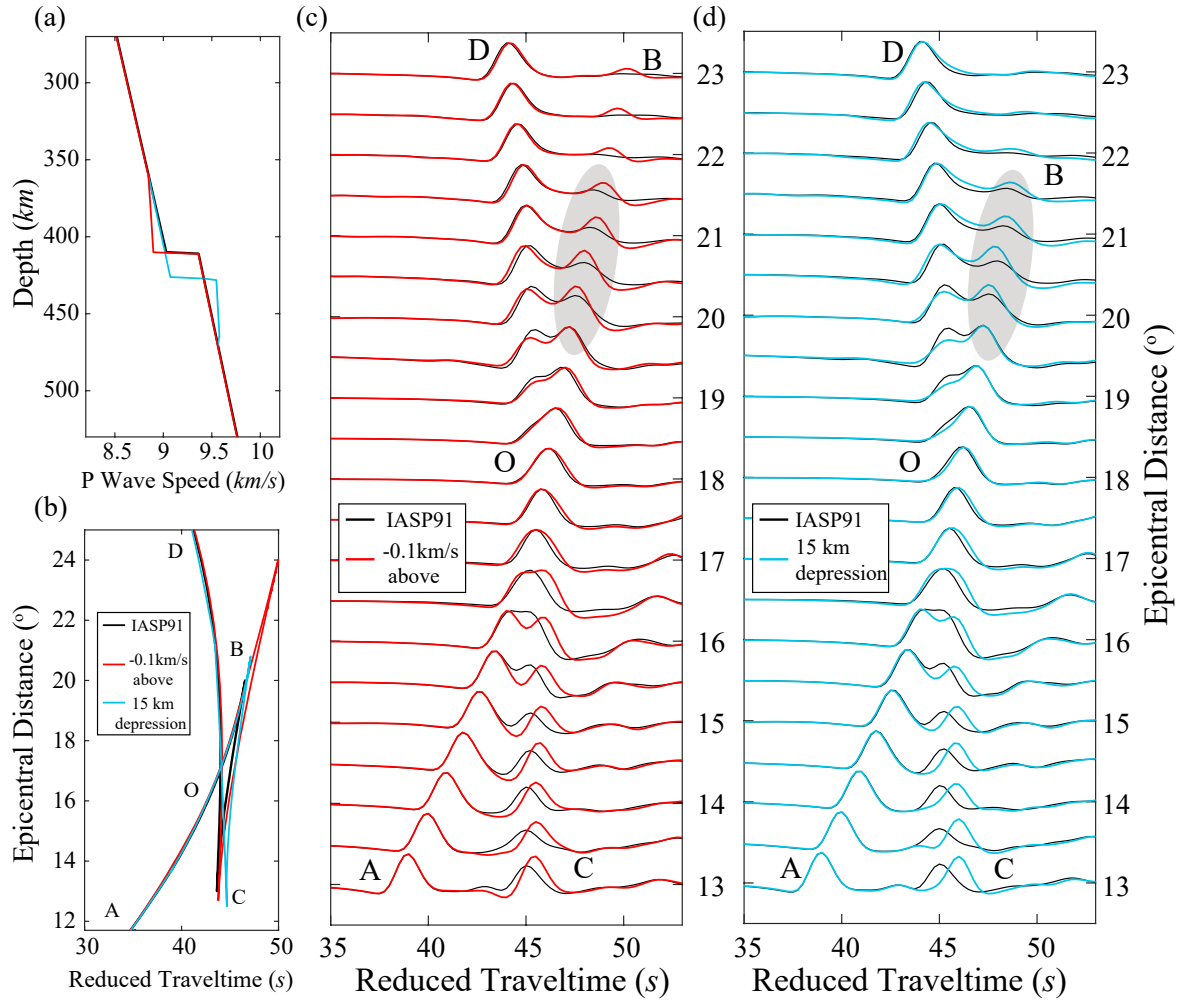 (a)
300
350
400
450
500
Depth (km)
8.5
9
9.5
10
P Wave Speed (km/s)
(b)
24
22
20
18
16
14
12
Epicentral Distance (º)
D
IASP91
-0.1km/s
above
15 km
depression
B
O
C
A
30
40
50
Reduced Traveltime (s)
(c)
D
B
O
IASP91
-0.1km/s
above
A
C
35
40
45
50
Reduced Traveltime (s)
23
22
21
20
19
18
17
16
15
14
13
(d)
D
B
O
IASP91
15 km
depression
A
C
35
40
45
50
Reduced Traveltime (s)
23
22
21
20
19
18
17
16
15
14
13
Epicentral Distance (º)